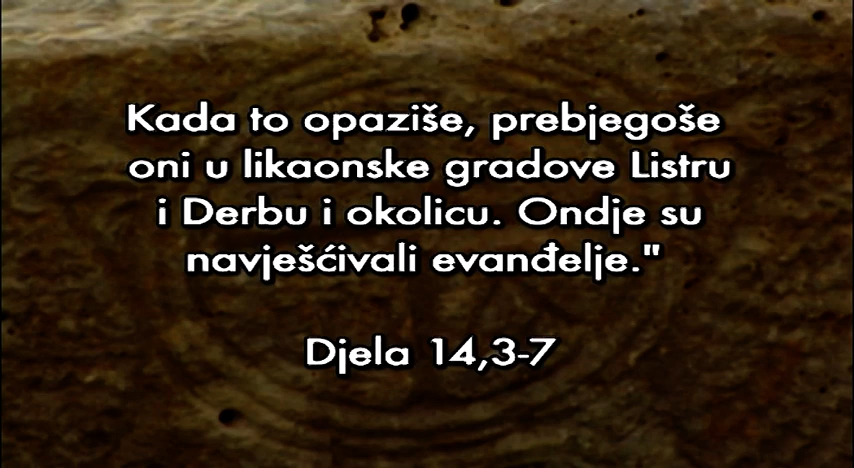 Kada to opaziše, prebjegoše
oni u likaonske gradove Listru
i Derbu i okolicu. Ondje su
navješćivali evanđelje."
Djela 14,3-7